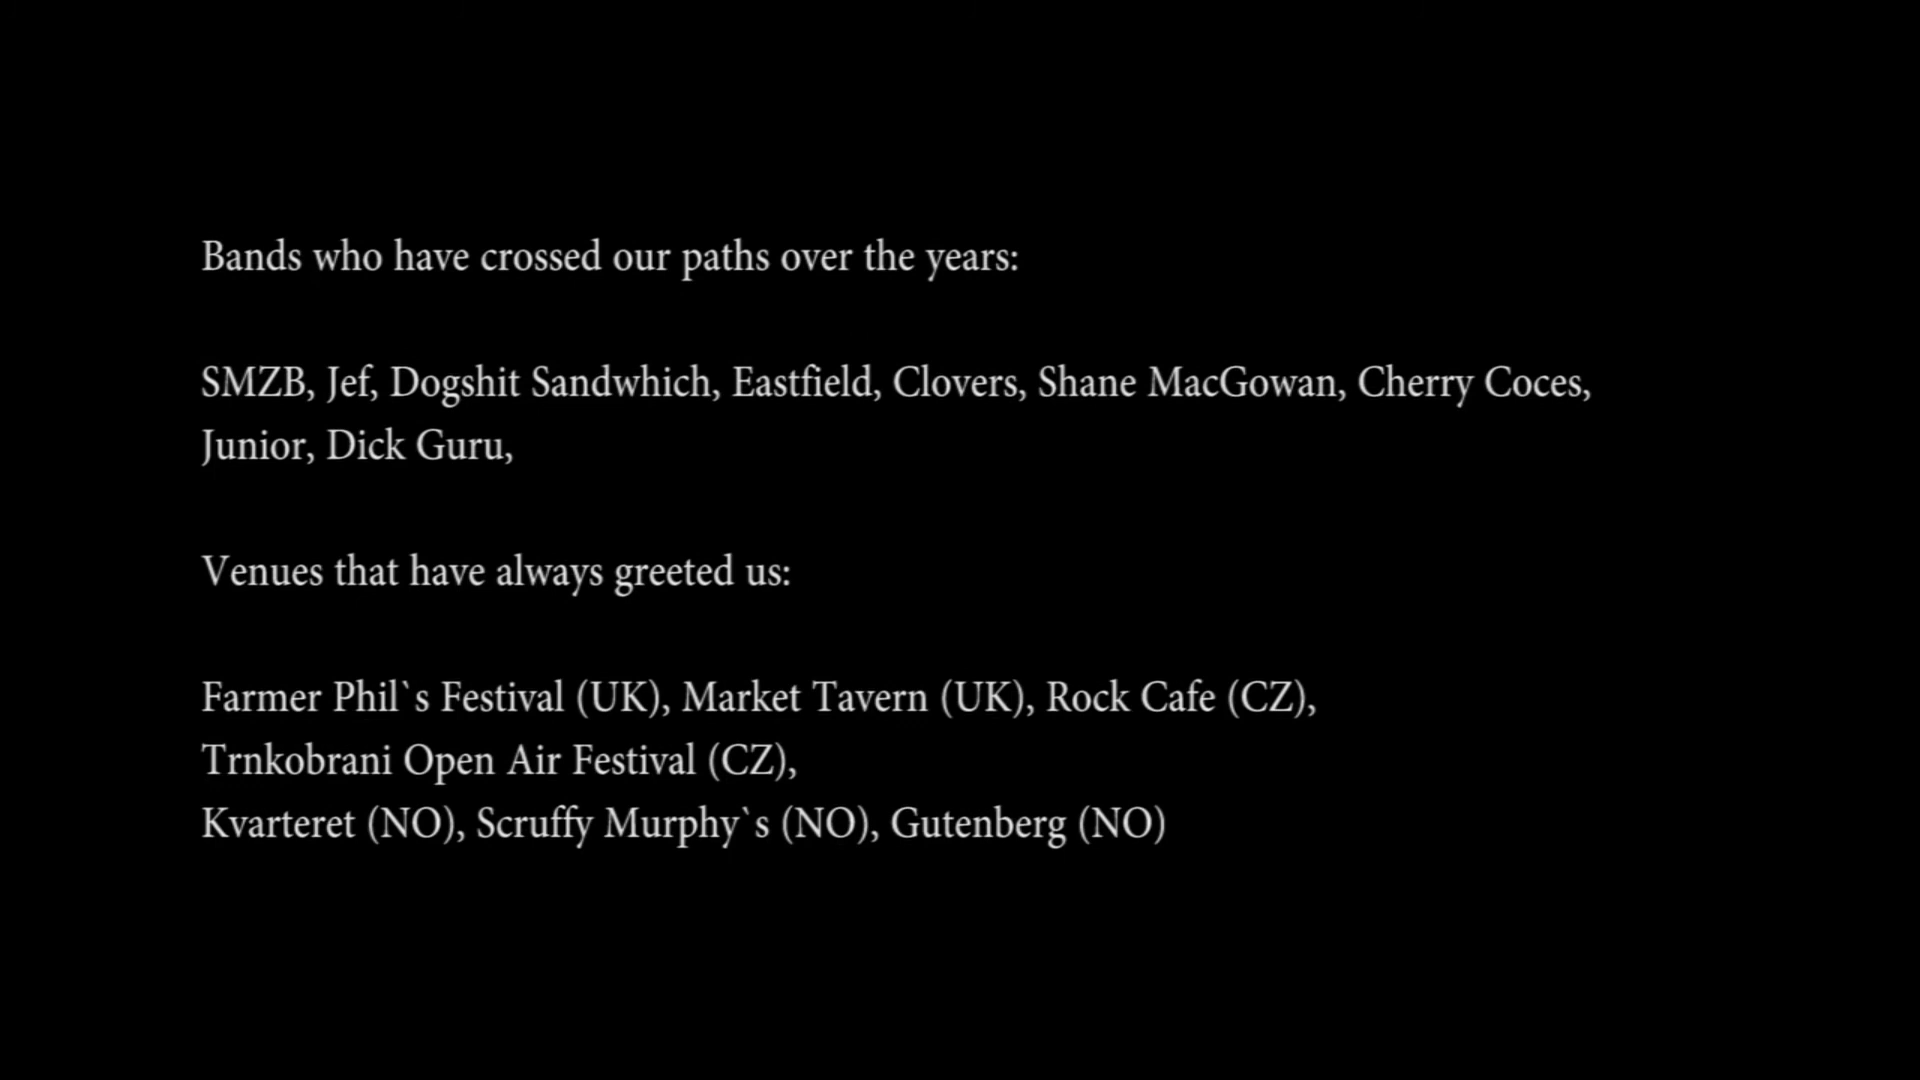 Bands who have crossed our paths over the years:
SMZB, Jef, Dogshit Sandwhich, Eastfield, Clovers, Shane MacGowan, Cherry Coces,
Junior, Dick Guru,
Venues that have always greeted us:
Farmer Phil`s Festival (UK), Market Tavern (UK), Rock Cafe (CZ),
Trnkobrani Open Air Festival (CZ),
Kvarteret (NO), Scruffy Murphy`s (NO), Gutenberg (NO)